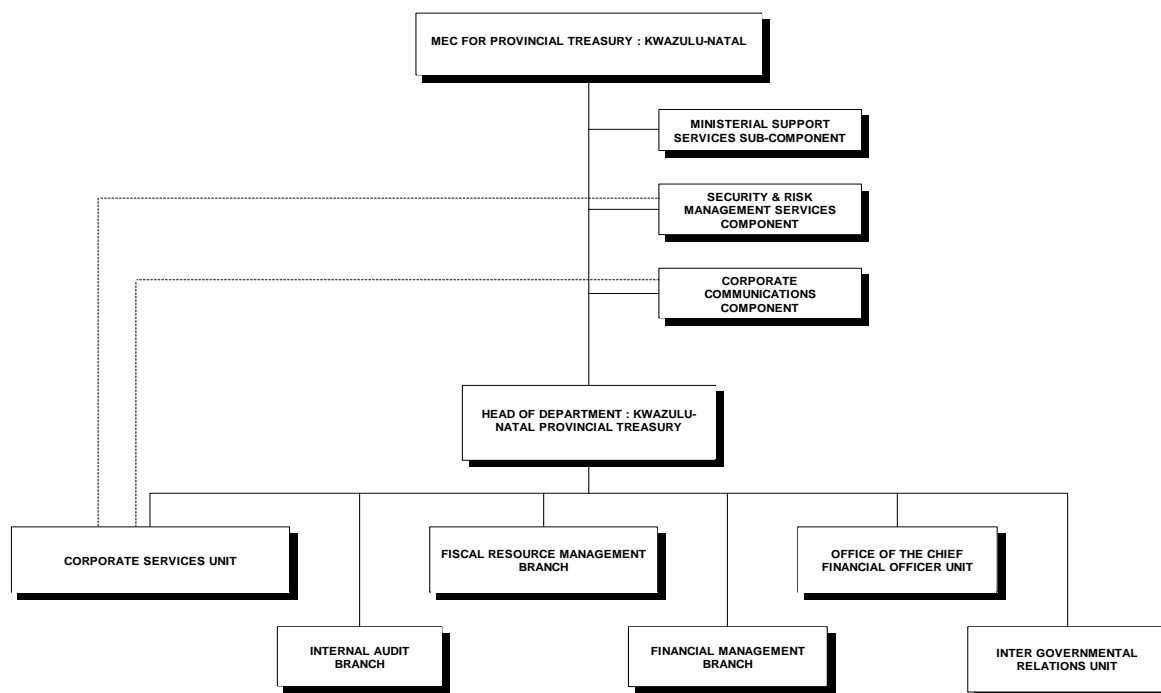 MEC FOR PROVINCIAL TREASURY : KWAZULU-NATAL
MINISTERIAL SUPPORT
SERVICES SUB-COMPONENT
SECURITY & RISK
MANAGEMENT SERVICES
COMPONENT
CORPORATE
COMMUNICATIONS
COMPONENT
HEAD OF DEPARTMENT : KWAZULU-
NATAL PROVINCIAL TREASURY
CORPORATE SERVICES UNIT
FISCAL RESOURCE MANAGEMENT
BRANCH
OFFICE OF THE CHIEF
FINANCIAL OFFICER UNIT
INTERNAL AUDIT
BRANCH
FINANCIAL MANAGEMENT
BRANCH
INTER GOVERNMENTAL
RELATIONS UNIT